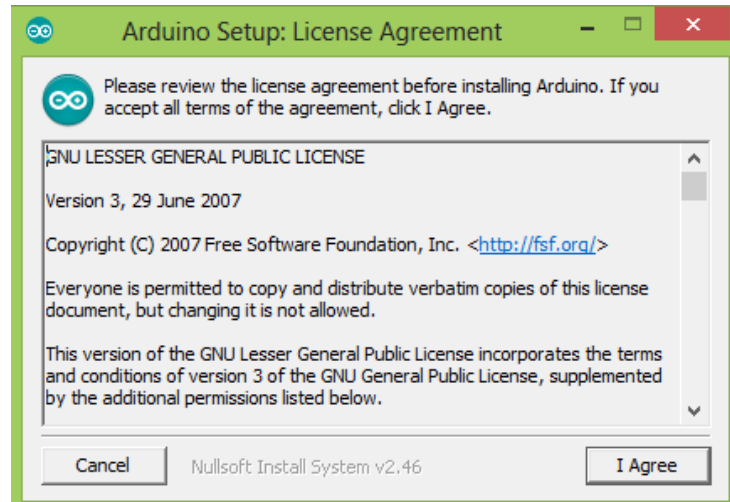 Arduino Setup: License Agreement
Please review the license agreement before installing Arduino. If you
accept all terms of the agreement, click I Agree.
GNU LESSER GENERAL PUBLIC LICENSE
Version 3, 29 June 2007
Copyright (C) 2007 Free Software Foundation, Inc. <http://fsf.org/>
Everyone is permitted to copy and distribute verbatim copies of this license
document, but changing it is not allowed.
This version of the GNU Lesser General Public License incorporates the terms
and conditions of version 3 of the GNU General Public License, supplemented
by the additional permissions listed below.
Cancel
Nullsoft Install System v2.46
I Agree